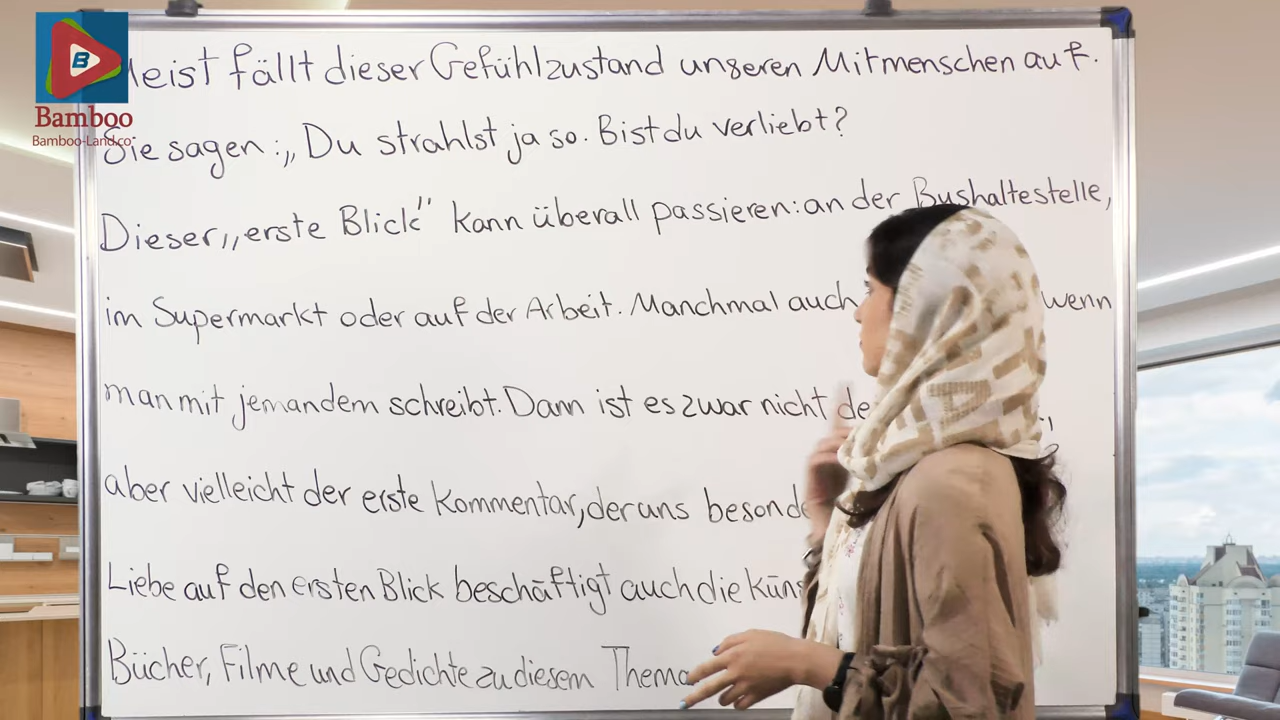 B
Bamboo
Bamboo-Land.co
Meist fällt dieser Gefühlzustand unseren Mitmenschen auf.
Sie sagen:„Du strahlst ja so. Bist du verliebt?
Dieser„erste Blick" kann überall passieren: an der Bushaltestelle,
im Supermarkt oder auf der Arbeit. Manchmal auch wenn
man mit jemandem schreibt. Dann ist es zwar nicht
aber vielleicht der erste Kommentar, der uns
Liebe auf den ersten Blick beschäftigt auch die
Bücher, Filme und Gedichte zu diesem Thema